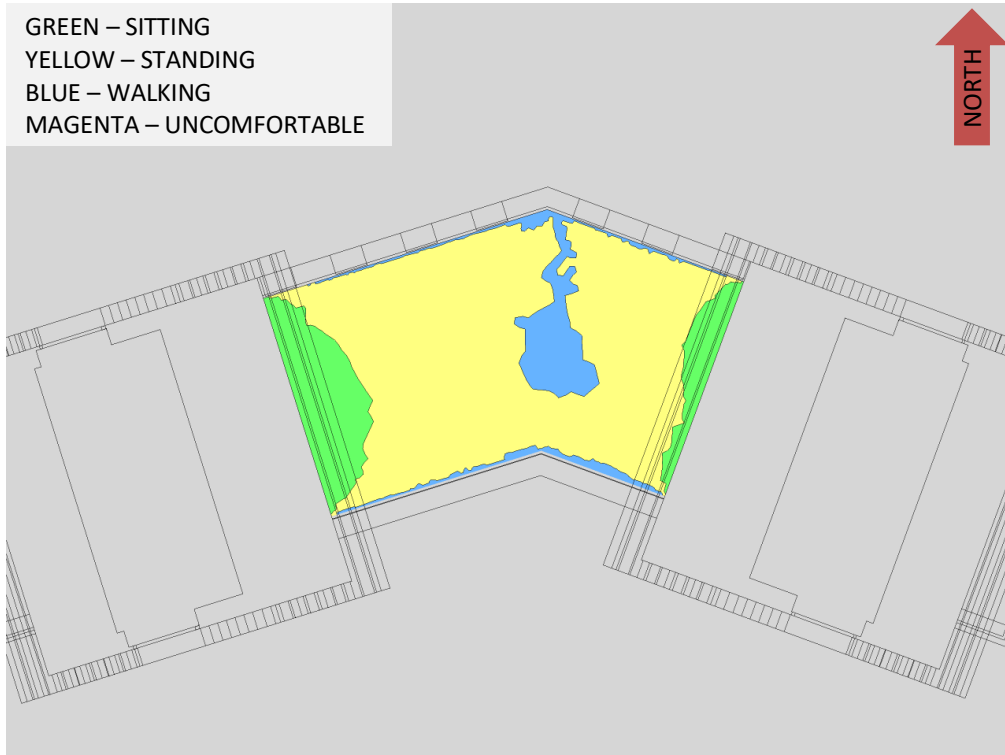 GREEN – SITTING
YELLOW – STANDING
BLUE – WALKING
MAGENTA – UNCOMFORTABLE
NORTH